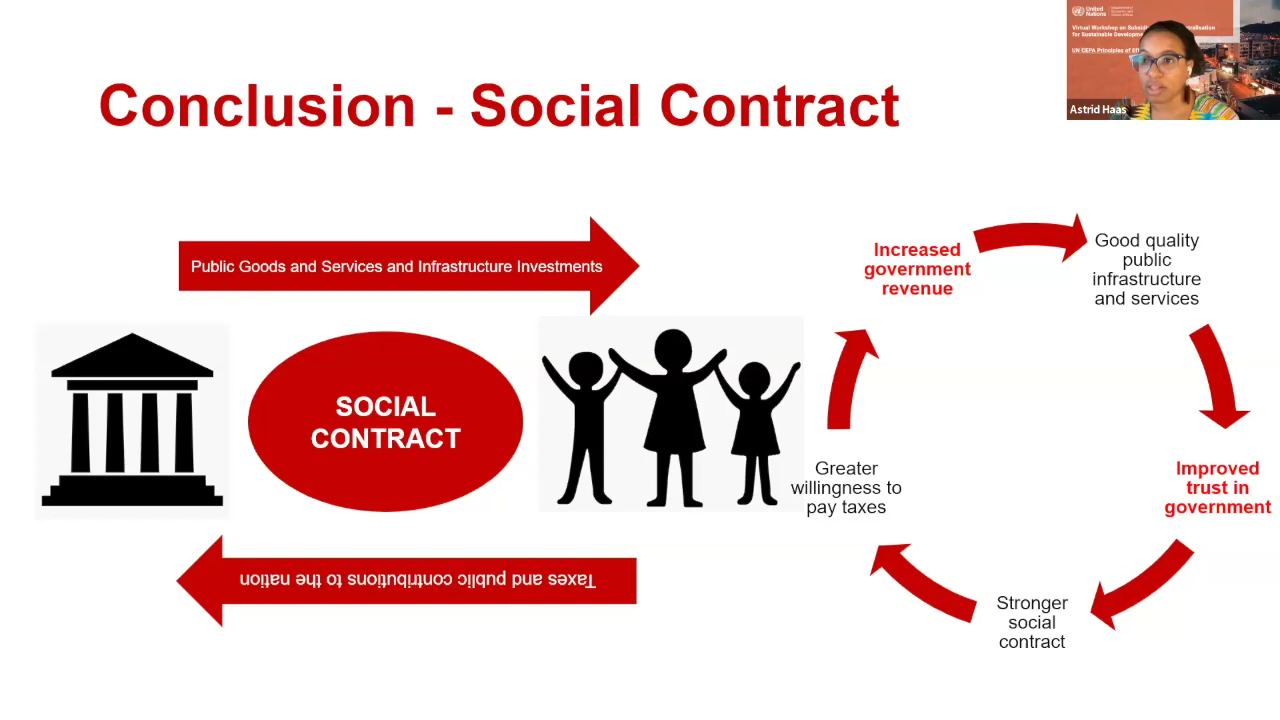 Conclusion - Social Contract
United
Nations
Virtual Workshop on
for Sustainable
UN CEPA Principles of
Astrid Haas
Public Goods and Services and Infrastructure Investments
SOCIAL
CONTRACT
Taxes and public contributions to the nation
Increased
government
revenue
Good quality
public
infrastructure
and services
Improved
trust in
government
Stronger
social
contract
Greater
willingness to
pay taxes